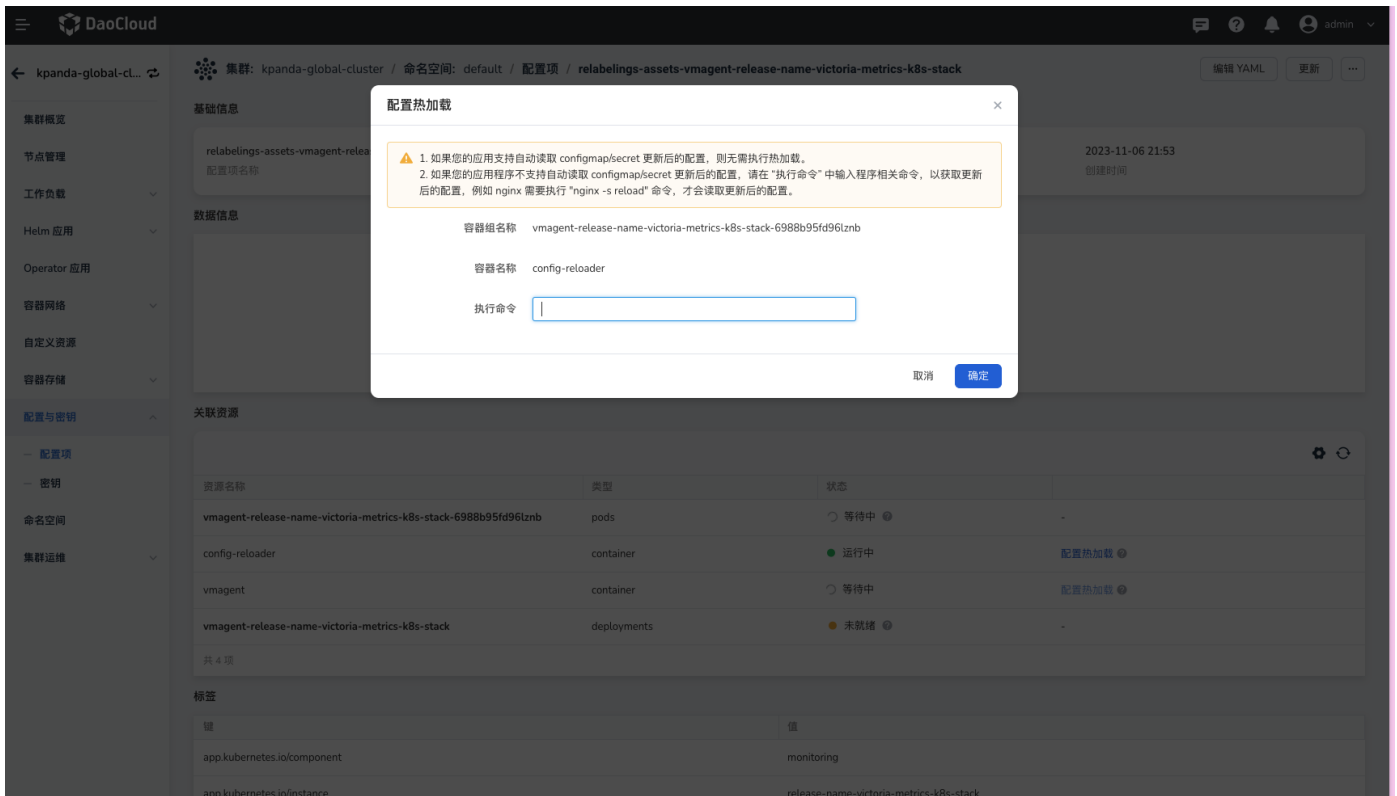 DaoCloud
admin
kpanda-global-cl...
集群: kpanda-global-cluster / 命名空间: default / 配置项 / relabelings-assets-vmagent-release-name-victoria-metrics-k8s-stack
编辑 YAML
更新
集群概览
节点管理
工作负载
Helm 应用
Operator 应用
容器网络
自定义资源
容器存储
配置与密钥
配置项
密钥
命名空间
集群运维
基础信息
relabelings-assets-vmagent-relea
配置项名称
2023-11-06 21:53
创建时间
数据信息
配置热加载
1. 如果您的应用支持自动读取 configmap/secret 更新后的配置，则无需执行热加载。
2. 如果您的应用程序不支持自动读取 configmap/secret 更新后的配置，请在 "执行命令" 中输入程序相关命令，以获取更新
后的配置，例如 nginx 需要执行 "nginx -s reload" 命令，才会读取更新后的配置。
容器组名称 vmagent-release-name-victoria-metrics-k8s-stack-6988b95fd96lznb
容器名称 config-reloader
执行命令
取消
确定
关联资源
资源名称 类型 状态
vmagent-release-name-victoria-metrics-k8s-stack-6988b95fd96lznb pods 等待中 -
config-reloader container 运行中 配置热加载
vmagent container 等待中 配置热加载
vmagent-release-name-victoria-metrics-k8s-stack deployments 未就绪 -
共 4 项
标签
键 值
app.kubernetes.io/component monitoring
app.kubernetes.io/instance release-name-victoria-metrics-k8s-stack